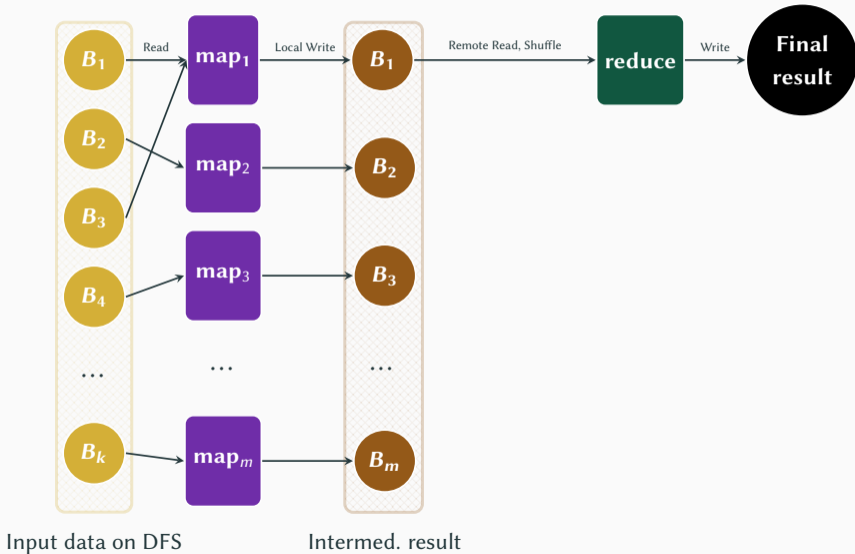 B₁
Read
map₁
Local Write
B₁
Remote Read, Shuffle
reduce
Write
Final
result
B₂
map₂
B₂
B₃
B₄
map₃
B₃
...
...
...
Bₖ
mapₘ
Bₘ
Input data on DFS
Intermed. result